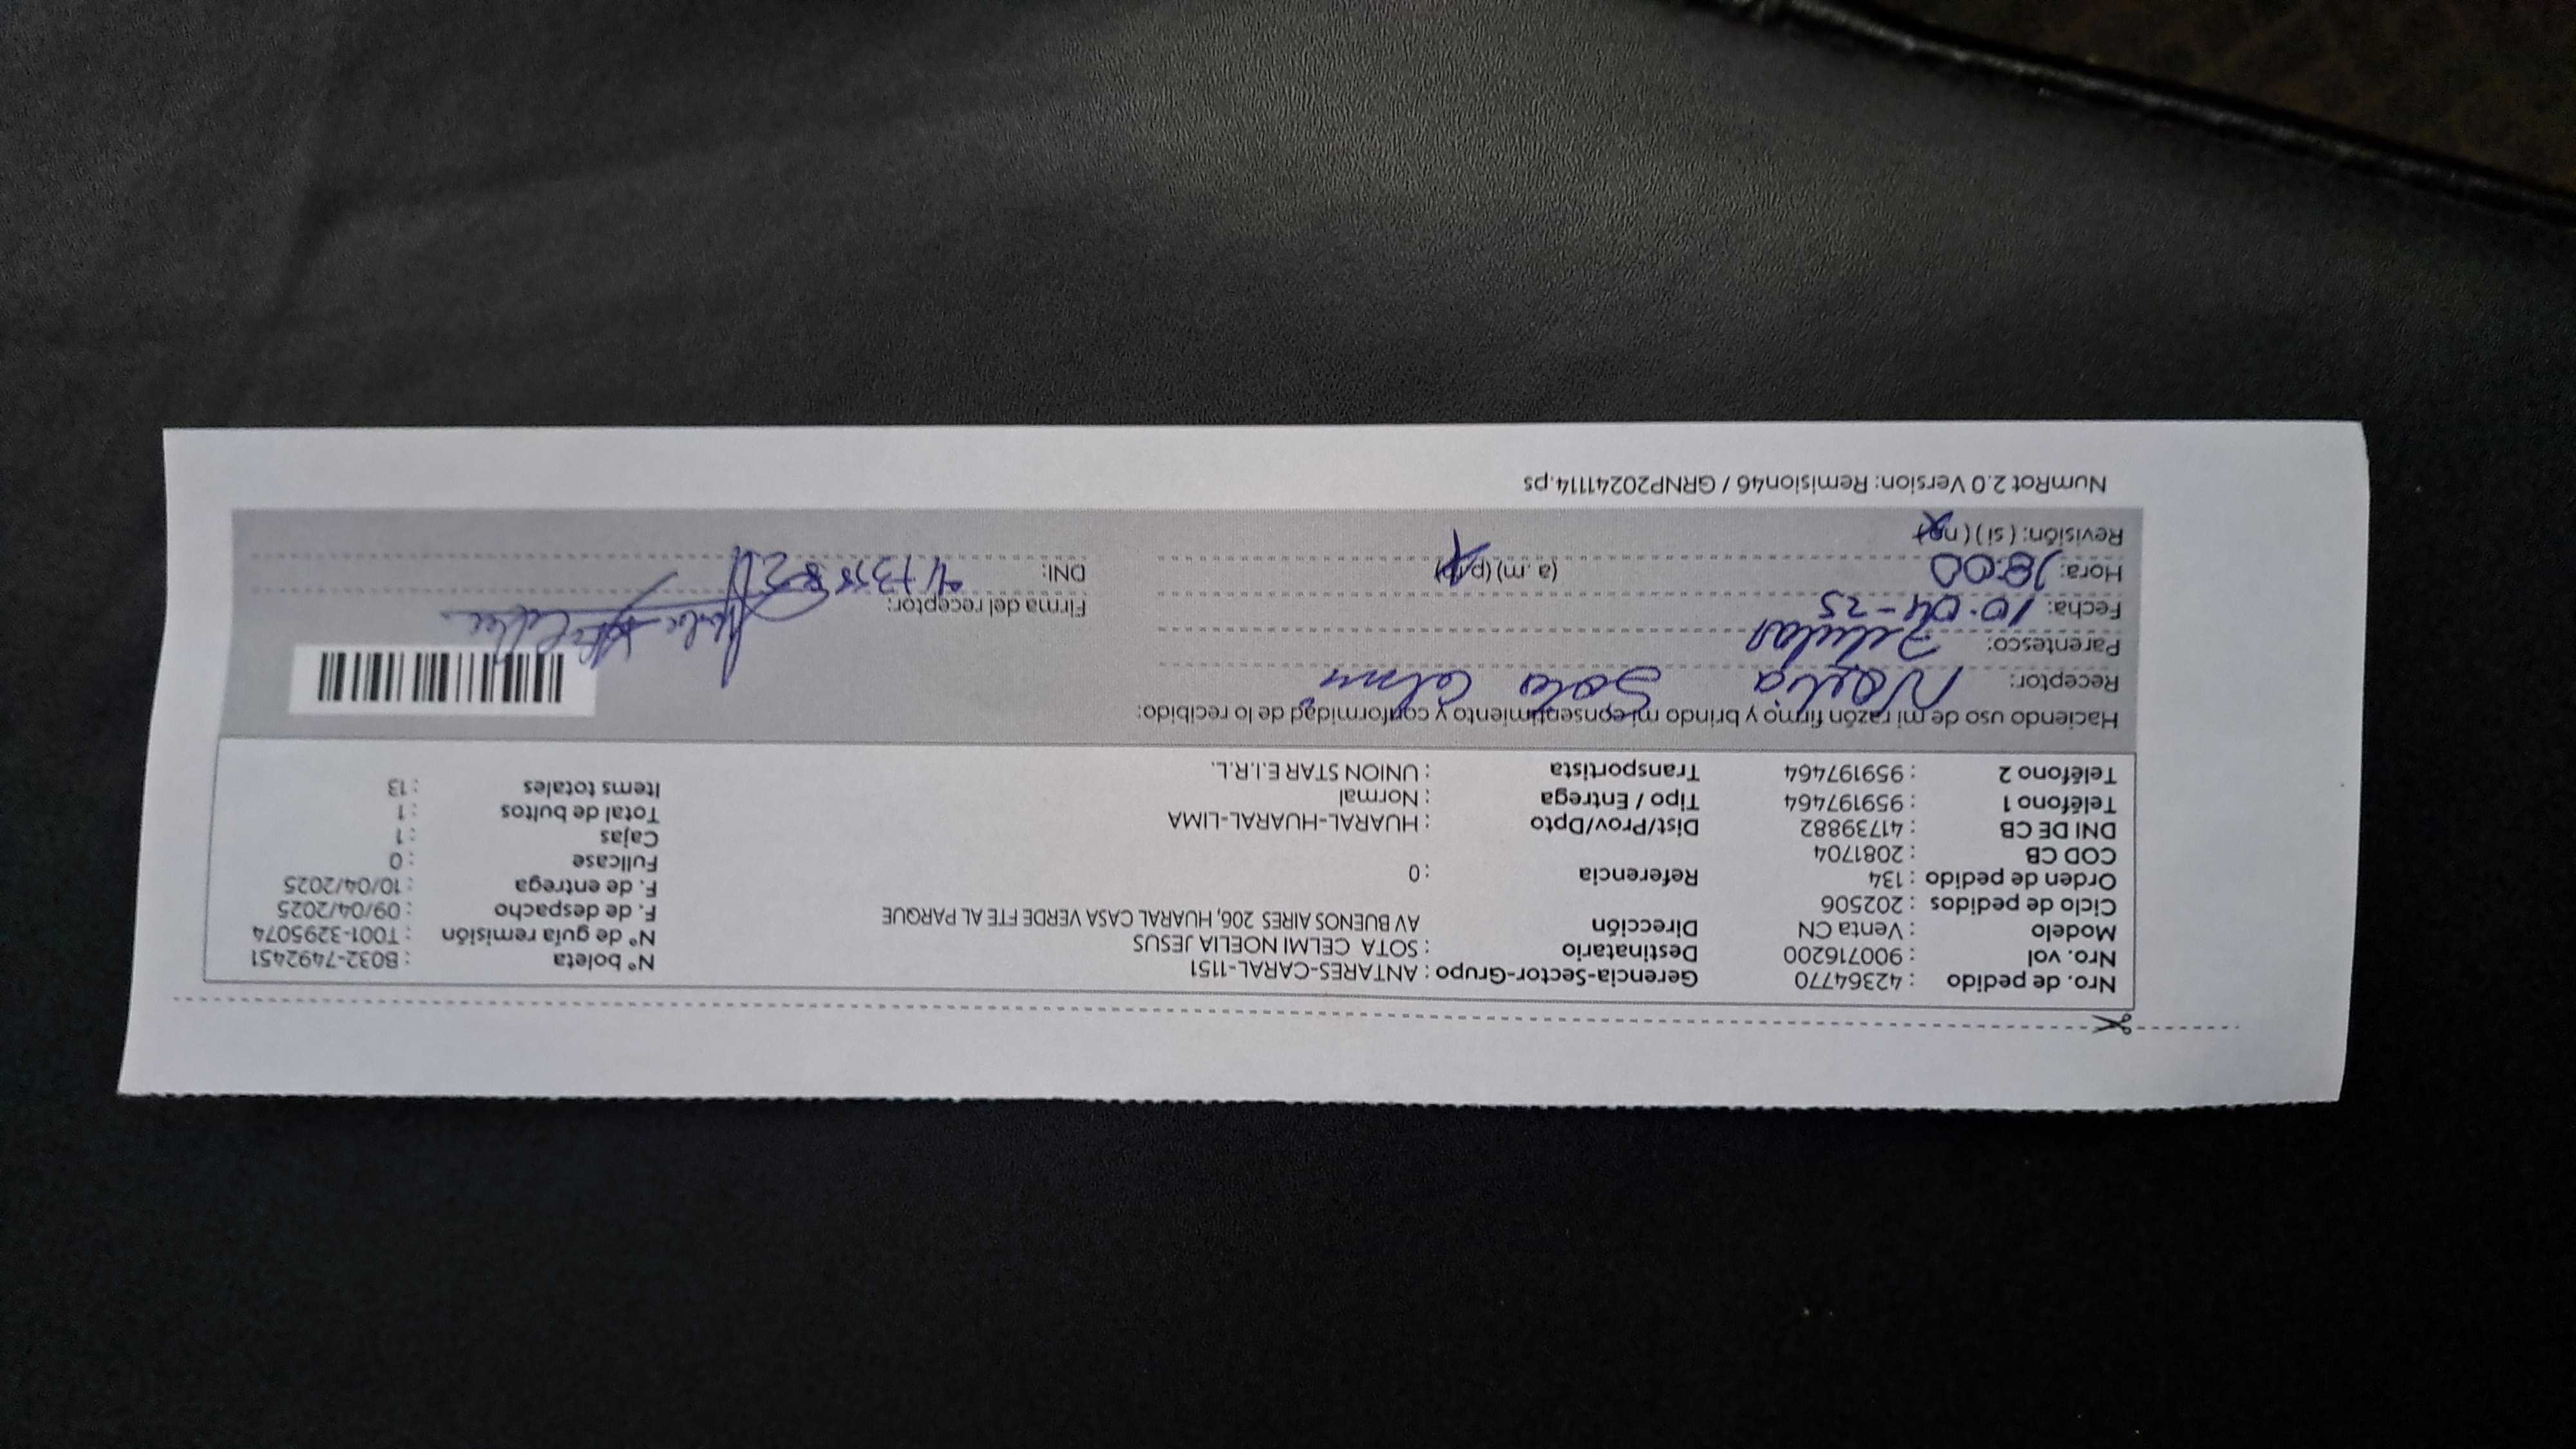 Nro. de pedido : 42364770 Gerencia-Sector-Grupo : ANTARES-CARAL-1151 N° boleta : B032-7492451
Nro. vol : 900716200 Destinatario : SOTA CELMI NOELIA JESUS N° de guía remisión : T001-3295074
Modelo : Venta CN Dirección AV BUENOS AIRES 206, HUARAL CASA VERDE FTE AL PARQUE F. de despacho : 09/04/2025
Ciclo de pedidos : 202506 F. de entrega : 10/04/2025
Orden de pedido : 134 Referencia : 0 Fullcase : 0
COD CB : 2081704 Cajas : 1
DNI DE CB : 41739882 Dist/Prov/Dpto : HUARAL-HUARAL-LIMA Total de bultos : 1
Teléfono 1 : 959197464 Tipo / Entrega : Normal Items totales : 13
Teléfono 2 : 959197464 Transportista : UNION STAR E.I.R.L.
Haciendo uso de mi razón firmo y brindo mi consentimiento y conformidad de lo recibido:
Receptor: Noelia Sota Celmi
Parentesco:
Fecha: 10-04-25 Firma del receptor:
Hora: 18:00 (a.m) (p.m) DNI:
Revisión: (si) (no)
NumRot 2.0 Version: Remision46 / GRNP20241114.ps